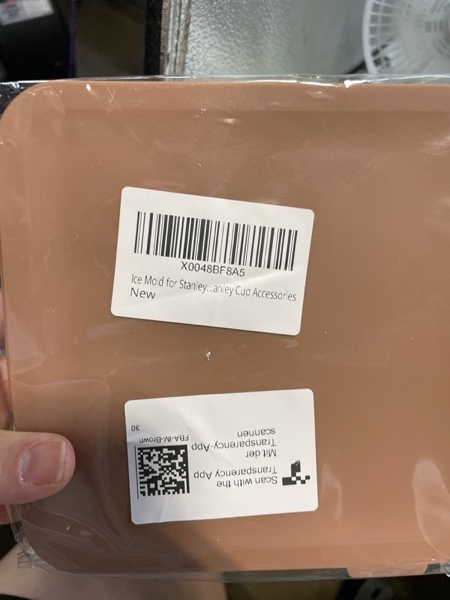 X0048BF8A5
Ice Mold for Stanley...anley Cup Accessories
New
Scan with the
Transparency App
Mit der
Transparency-App
scannen
FBA-IM-Brown
30